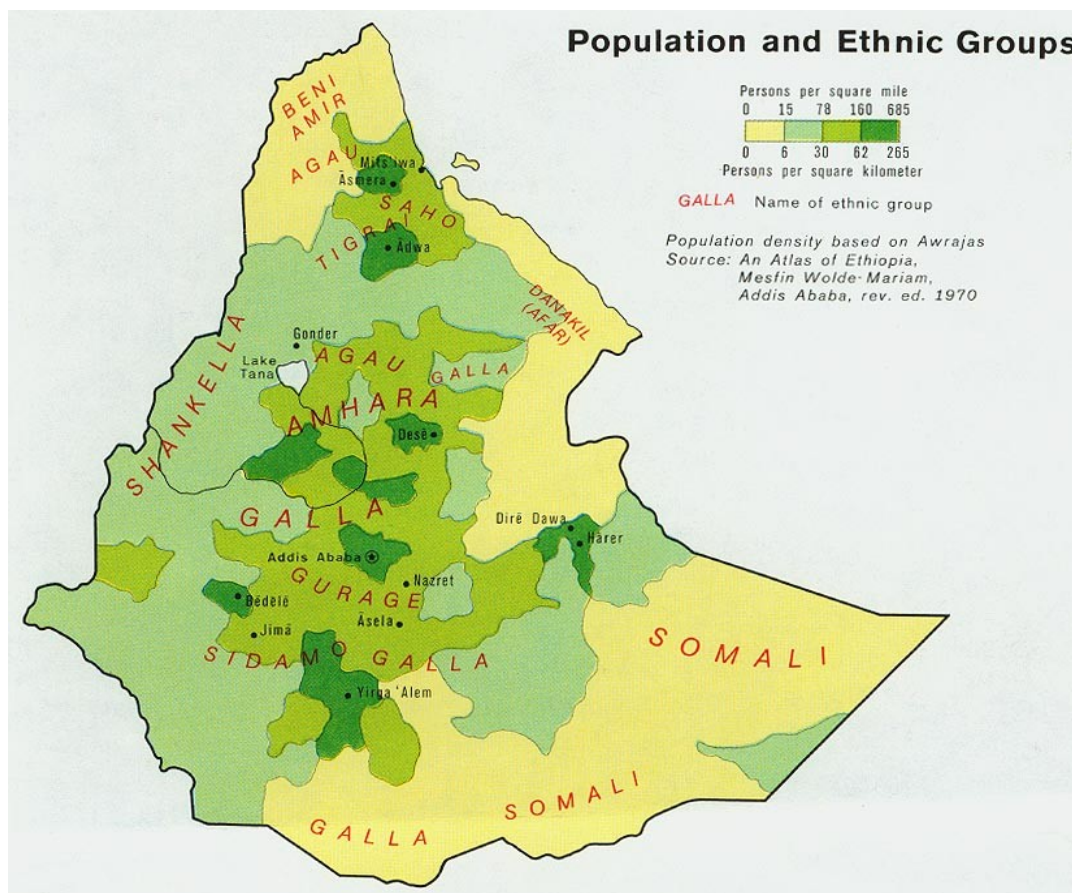 Population and Ethnic Groups
Persons per square mile
0 15 78 160 685
0 6 30 62 265
Persons per square kilometer
GALLA Name of ethnic group
Population density based on Awrajas
Source: An Atlas of Ethiopia,
Mesfin Wolde-Mariam,
Addis Ababa, rev. ed. 1970
BENI
AMIR
AGAU
Mits'iwa
Āsmera
SAHO
TIGRAI
Ādwa
DANAKIL
(AFAR)
SHANKELLA
Gonder
Lake
Tana
AGAU
GALLA
AMHARA
Desē
GALLA
Dirē Dawa
Hārer
Addis Ababa
Nazret
GURAGE
Bēdēlē
Āsela
Jīmā
SIDAMO GALLA
SOMALI
Yirga 'Alem
SOMALI
GALLA